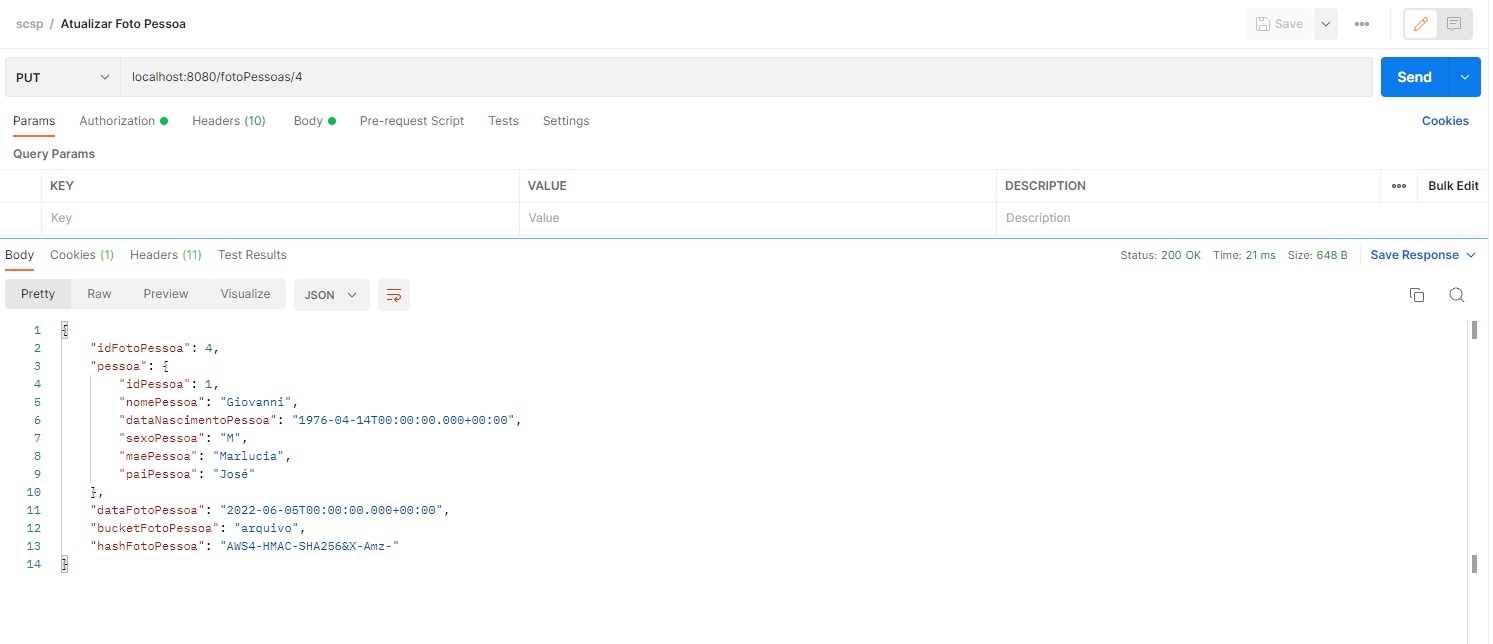 scsp / Atualizar Foto Pessoa Save
PUT localhost:8080/fotoPessoas/4 Send
Params Authorization Headers (10) Body Pre-request Script Tests Settings Cookies
Query Params
KEY VALUE DESCRIPTION Bulk Edit
Key Value Description
Body Cookies (1) Headers (11) Test Results Status: 200 OK Time: 21 ms Size: 648 B Save Response
Pretty Raw Preview Visualize JSON
1 {
2 "idFotoPessoa": 4,
3 "pessoa": {
4 "idPessoa": 1,
5 "nomePessoa": "Giovanni",
6 "dataNascimentoPessoa": "1976-04-14T00:00:00.000+00:00",
7 "sexoPessoa": "M",
8 "maePessoa": "Marlucia",
9 "paiPessoa": "José"
10 },
11 "dataFotoPessoa": "2022-06-05T00:00:00.000+00:00",
12 "bucketFotoPessoa": "arquivo",
13 "hashFotoPessoa": "AWS4-HMAC-SHA256&X-Amz-"
14 }